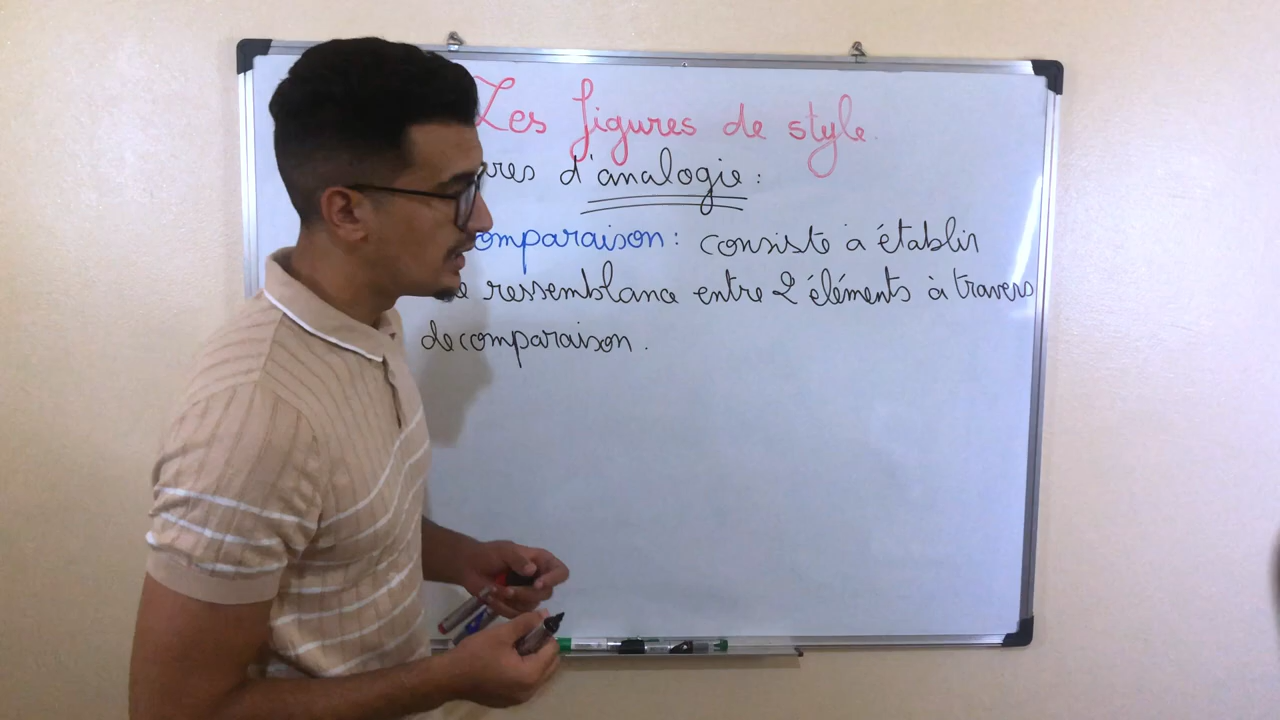 Les figures de style.
res d'analogie :
omparaison : consiste à établir
e ressemblance entre 2 éléments à travers
de comparaison.